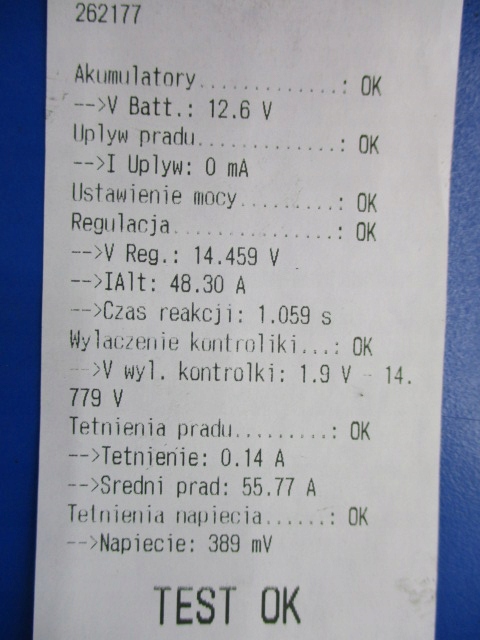 262177
Akumulatory..............: OK
-->V Batt.: 12.6 V
Uplyw pradu..............: OK
-->I Uplyw: 0 mA
Ustawienie mocy..........: OK
Regulacja................: OK
-->V Reg.: 14.459 V
-->IAlt: 48.30 A
-->Czas reakcji: 1.059 s
Wylaczenie kontroliki...: OK
-->V wyl. kontrolki: 1.9 V - 14.
779 V
Tetnienia pradu.........: OK
-->Tetnienie: 0.14 A
-->Sredni prad: 55.77 A
Tetnienia napiecia......: OK
-->Napiecie: 389 mV
TEST OK